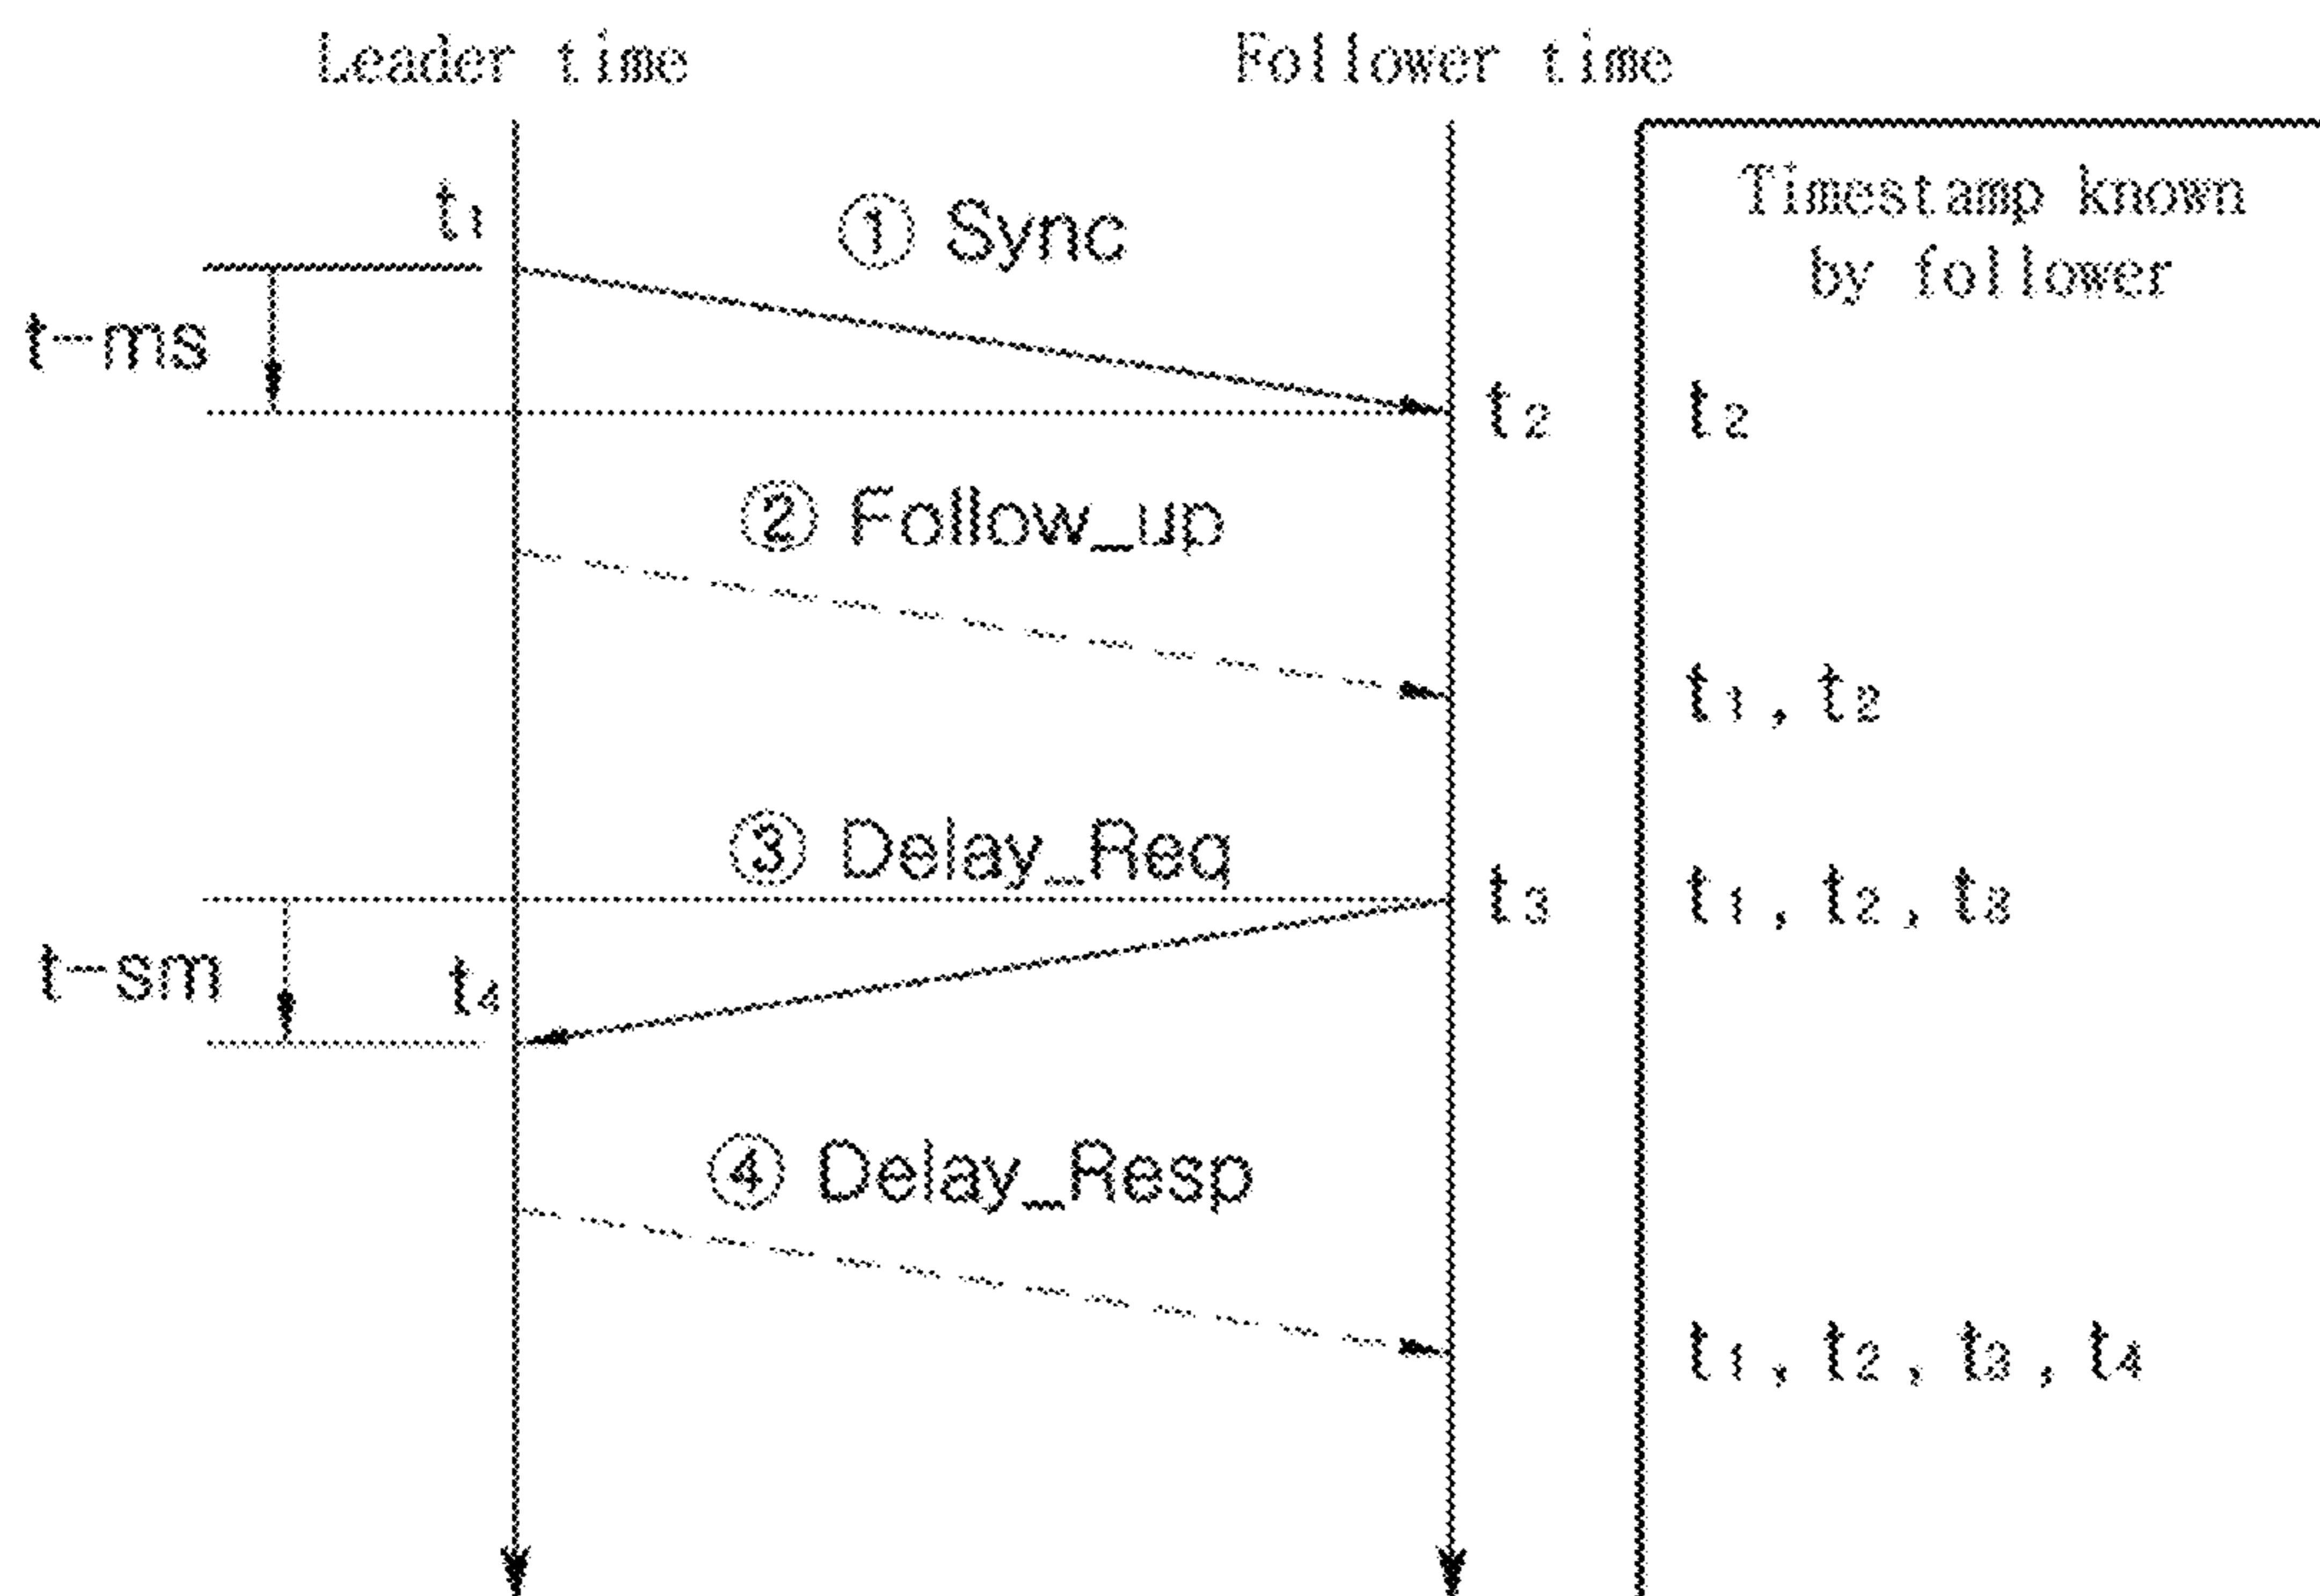 Leader time
Follower time
Timestamp known
by follower
t₁
① Sync
t-ms
t₂
t₂
② Follow_up
t₁, t₂
③ Delay_Req
t₃
t₁, t₂, t₃
t-sm
t₄
④ Delay_Resp
t₁, t₂, t₃, t₄